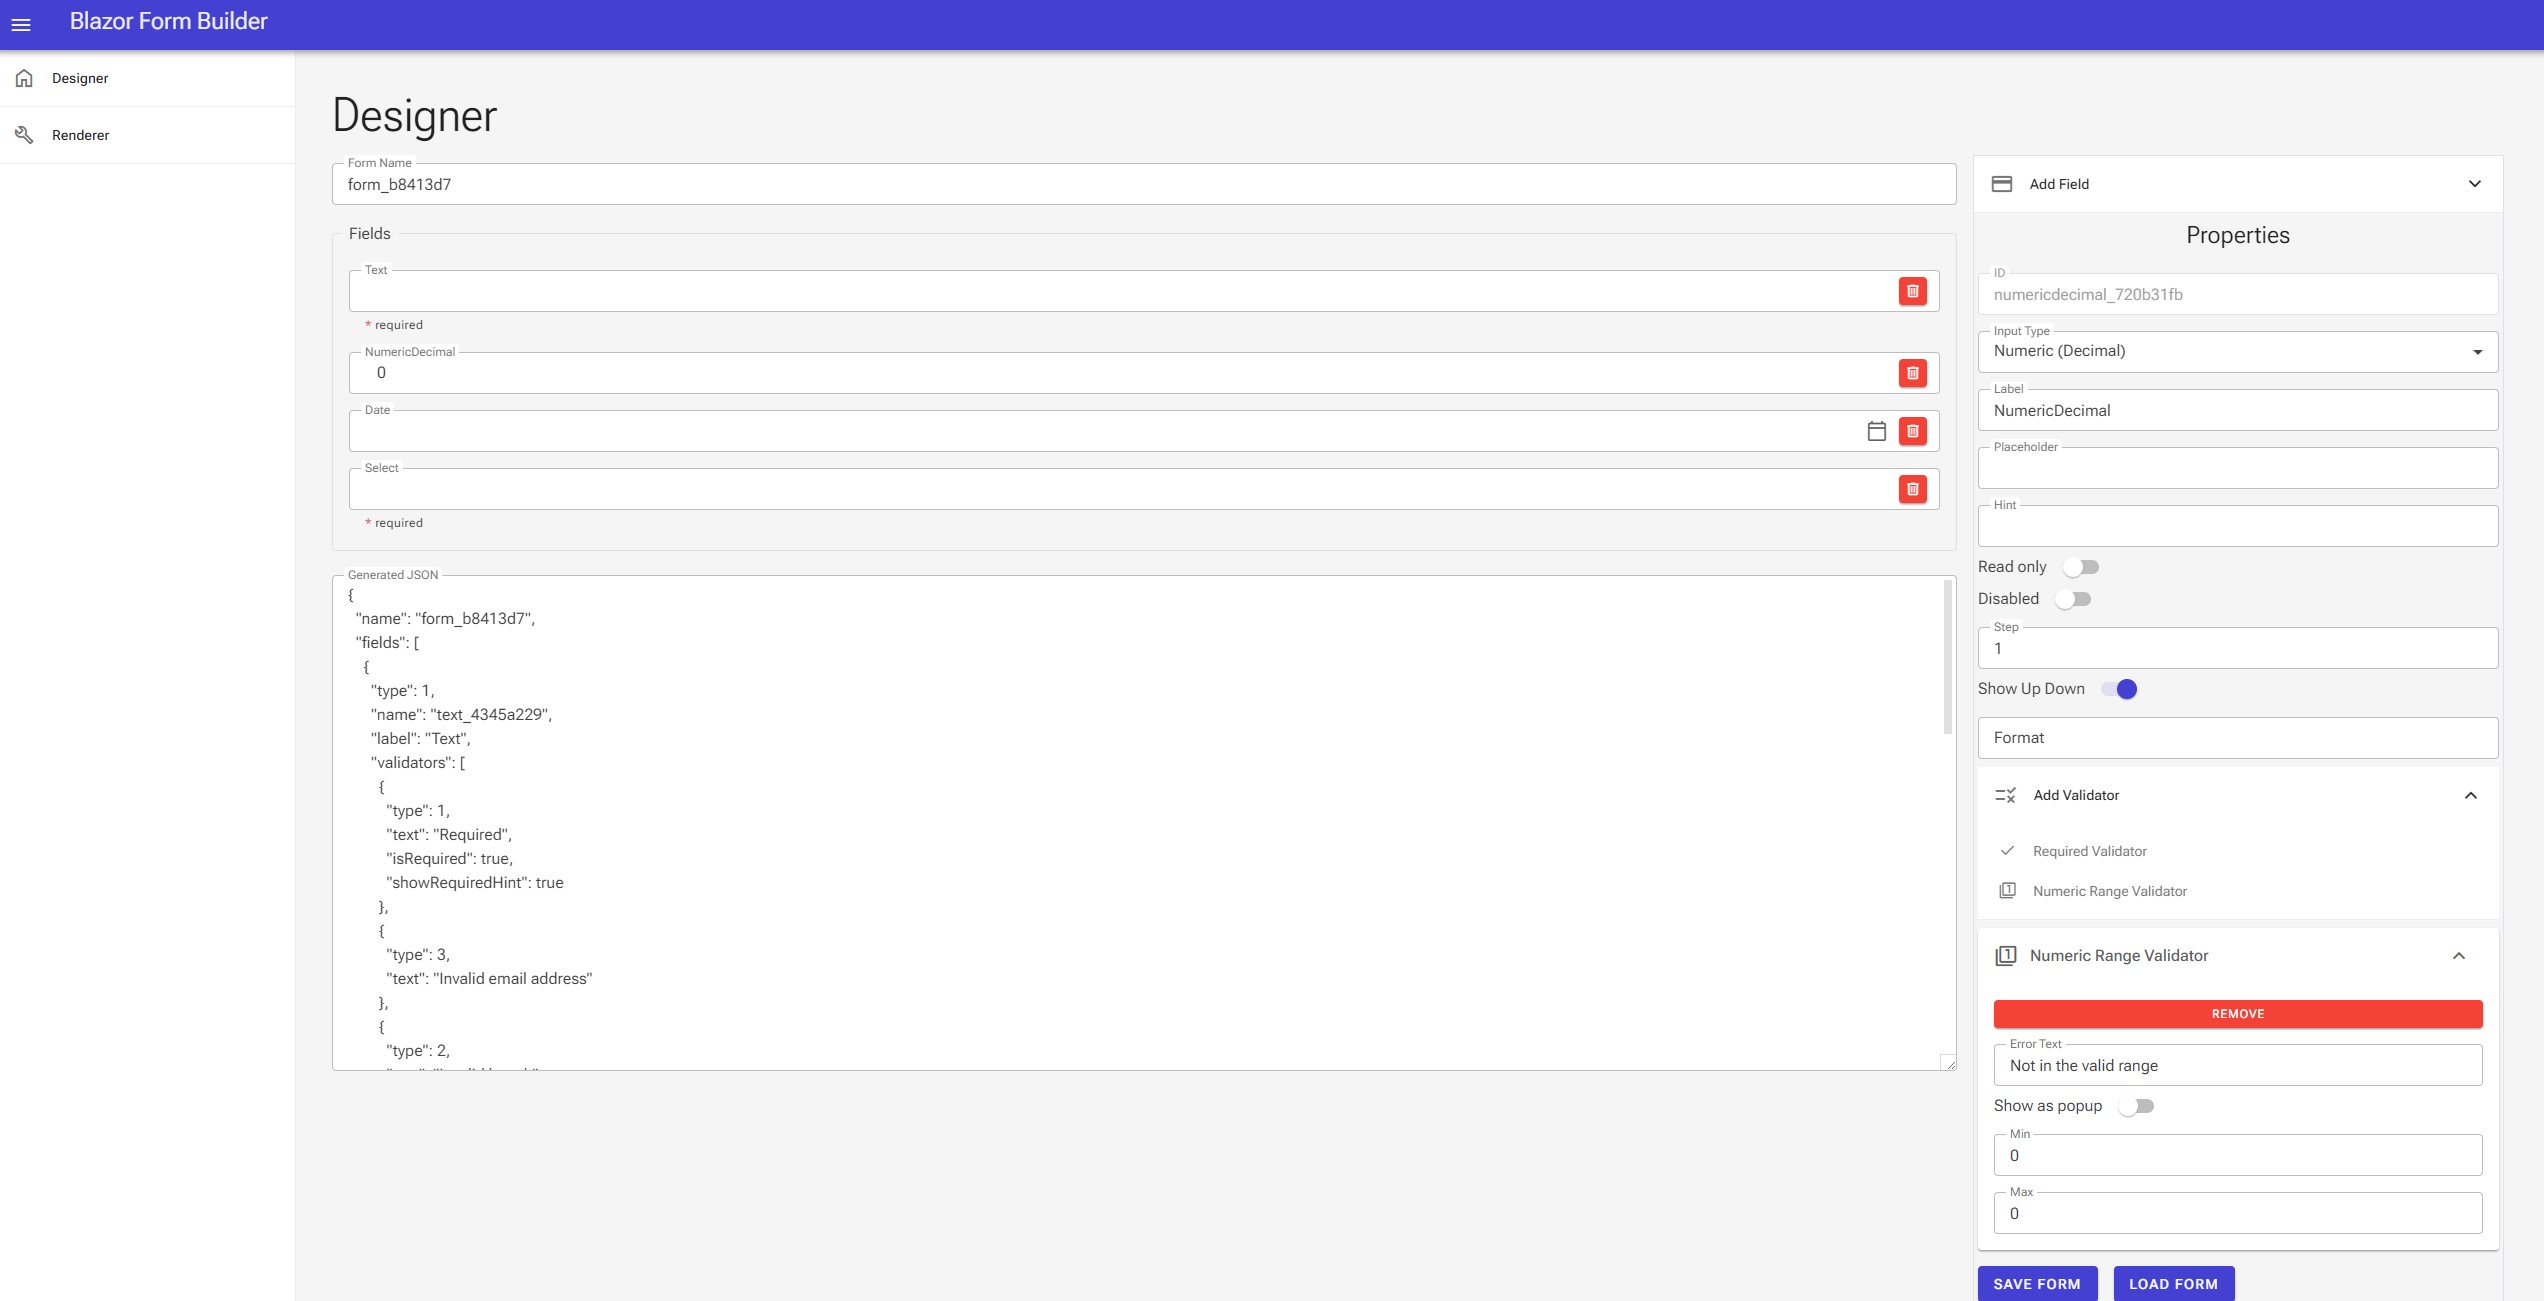 Blazor Form Builder
Designer
Renderer
Designer
Form Name
form_b8413d7
Fields
Text
* required
NumericDecimal
0
Date
Select
* required
Generated JSON
{
"name": "form_b8413d7",
"fields": [
{
"type": 1,
"name": "text_4345a229",
"label": "Text",
"validators": [
{
"type": 1,
"text": "Required",
"isRequired": true,
"showRequiredHint": true
},
{
"type": 3,
"text": "Invalid email address"
},
{
"type": 2,
Add Field
Properties
ID
numericdecimal_720b31fb
Input Type
Numeric (Decimal)
Label
NumericDecimal
Placeholder
Hint
Read only
Disabled
Step
1
Show Up Down
Format
Add Validator
Required Validator
Numeric Range Validator
Numeric Range Validator
REMOVE
Error Text
Not in the valid range
Show as popup
Min
0
Max
0
SAVE FORM
LOAD FORM